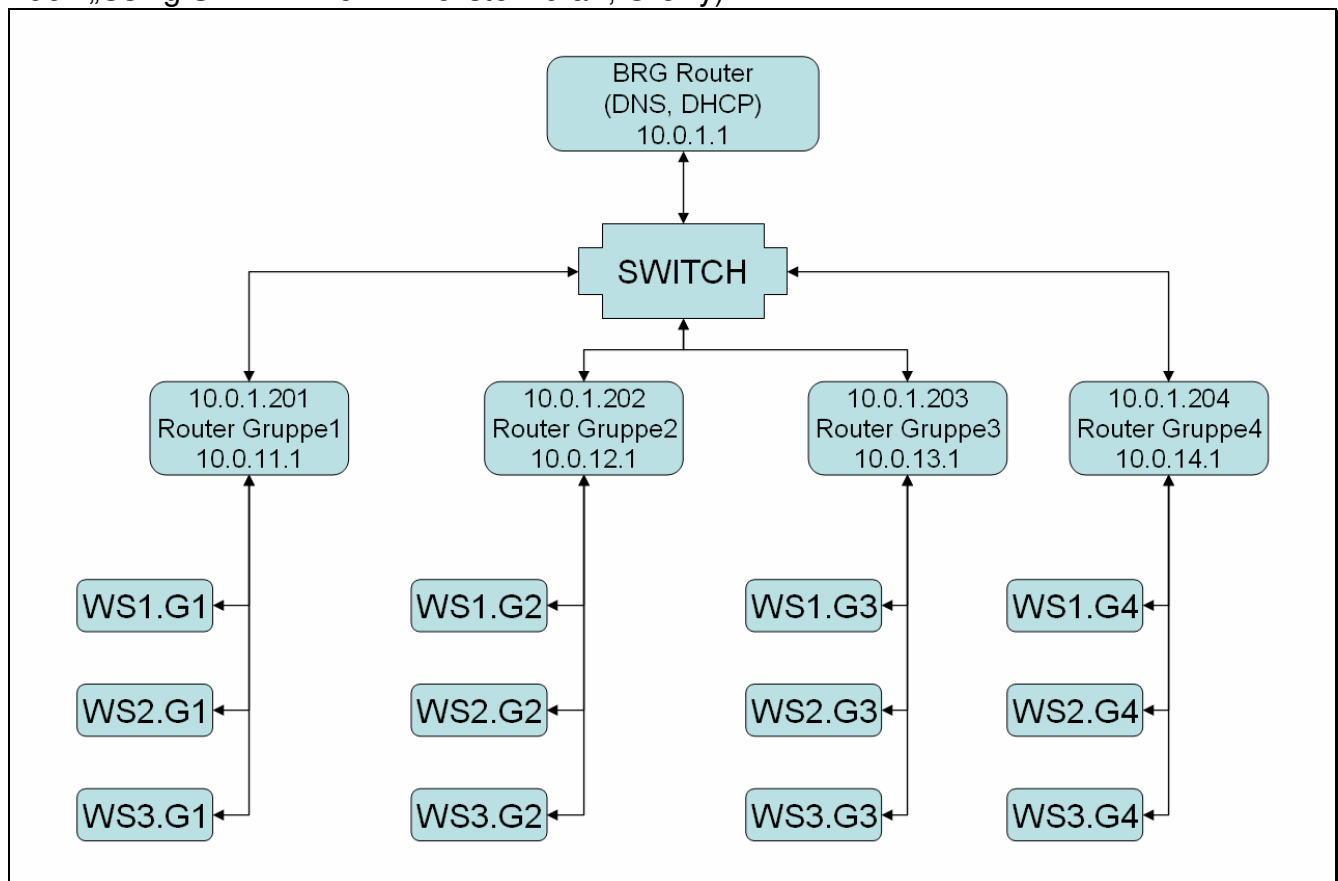 BRG Router
(DNS, DHCP)
10.0.1.1
SWITCH
10.0.1.201
Router Gruppe1
10.0.11.1
10.0.1.202
Router Gruppe2
10.0.12.1
10.0.1.203
Router Gruppe3
10.0.13.1
10.0.1.204
Router Gruppe4
10.0.14.1
WS1.G1
WS1.G2
WS1.G3
WS1.G4
WS2.G1
WS2.G2
WS2.G3
WS2.G4
WS3.G1
WS3.G2
WS3.G3
WS3.G4